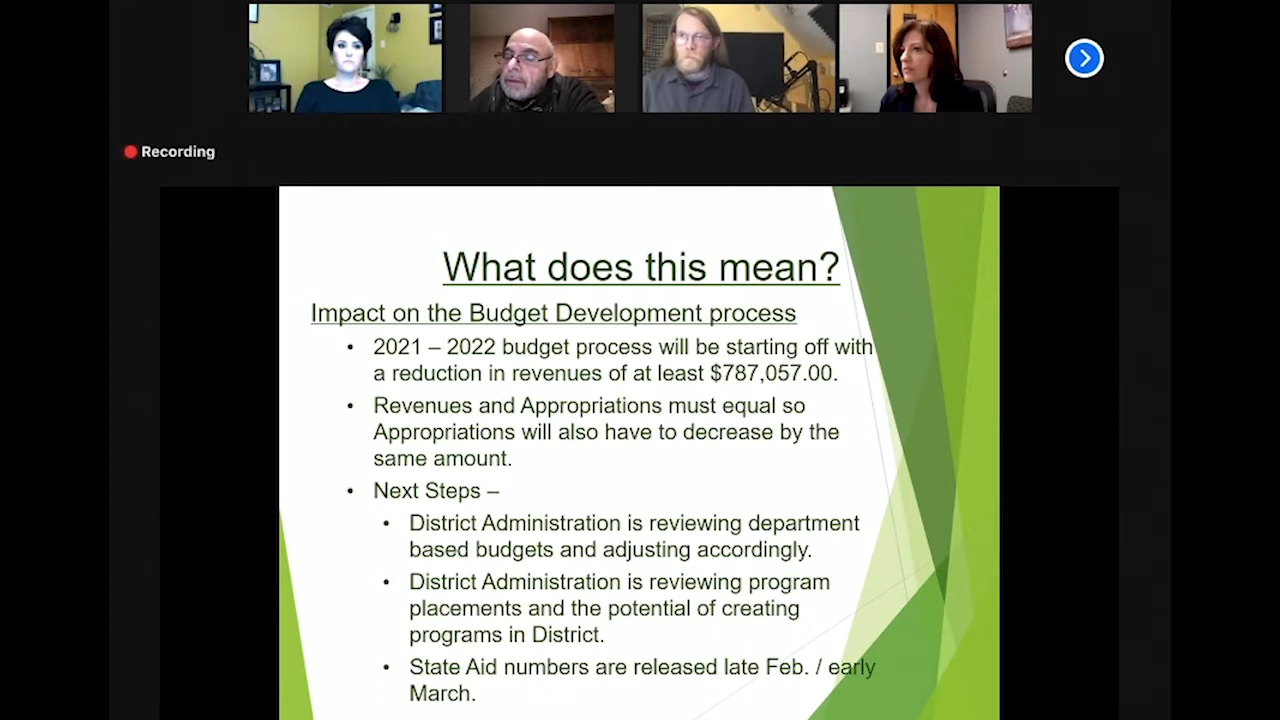 Recording
What does this mean?
Impact on the Budget Development process
• 2021 – 2022 budget process will be starting off with
a reduction in revenues of at least $787,057.00.
• Revenues and Appropriations must equal so
Appropriations will also have to decrease by the
same amount.
• Next Steps –
• District Administration is reviewing department
based budgets and adjusting accordingly.
• District Administration is reviewing program
placements and the potential of creating
programs in District.
• State Aid numbers are released late Feb. / early
March.